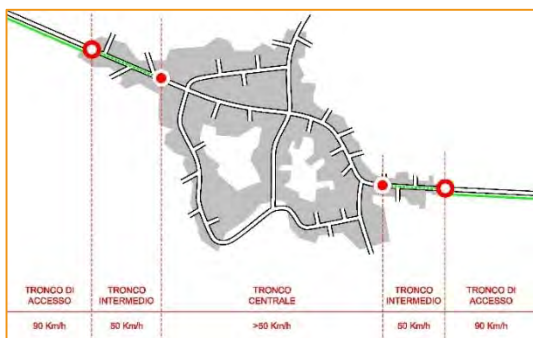 TRONCO DI
ACCESSO
TRONCO
INTERMEDIO
TRONCO
CENTRALE
TRONCO
INTERMEDIO
TRONCO DI
ACCESSO
90 Km/h
50 Km/h
>50 Km/h
50 Km/h
90 Km/h